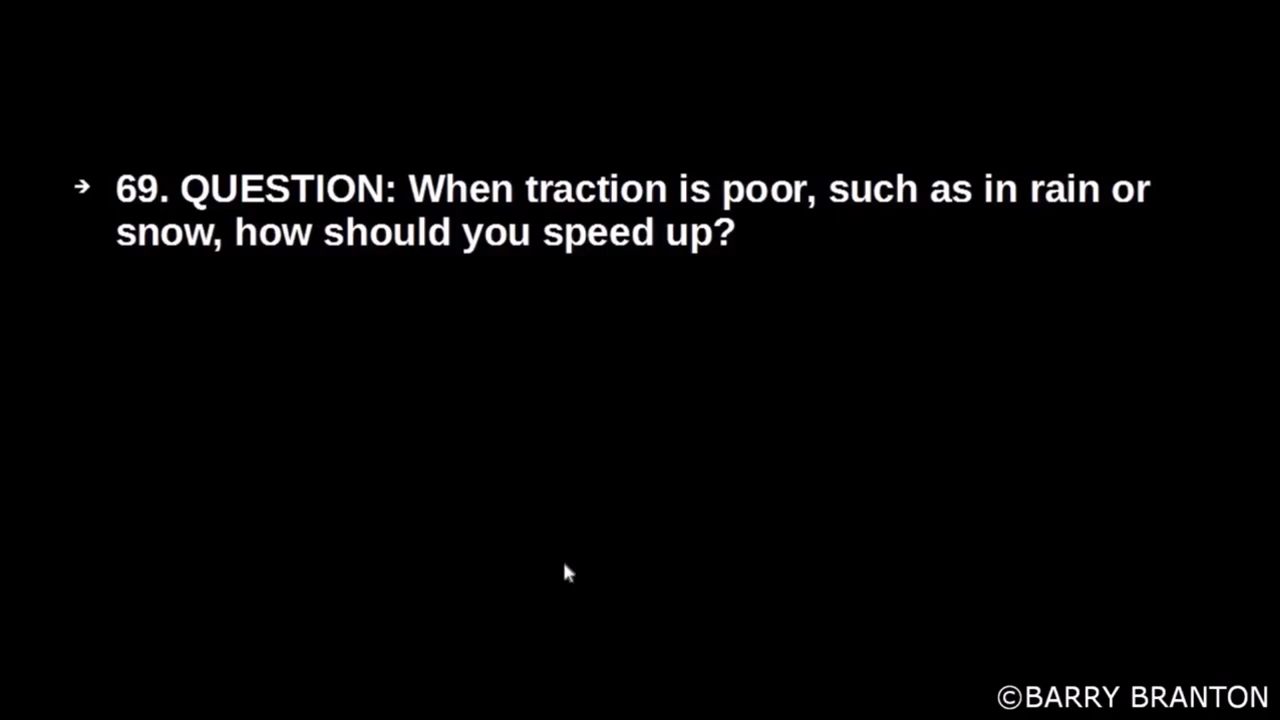 ➔ 69. QUESTION: When traction is poor, such as in rain or
snow, how should you speed up?
©BARRY BRANTON